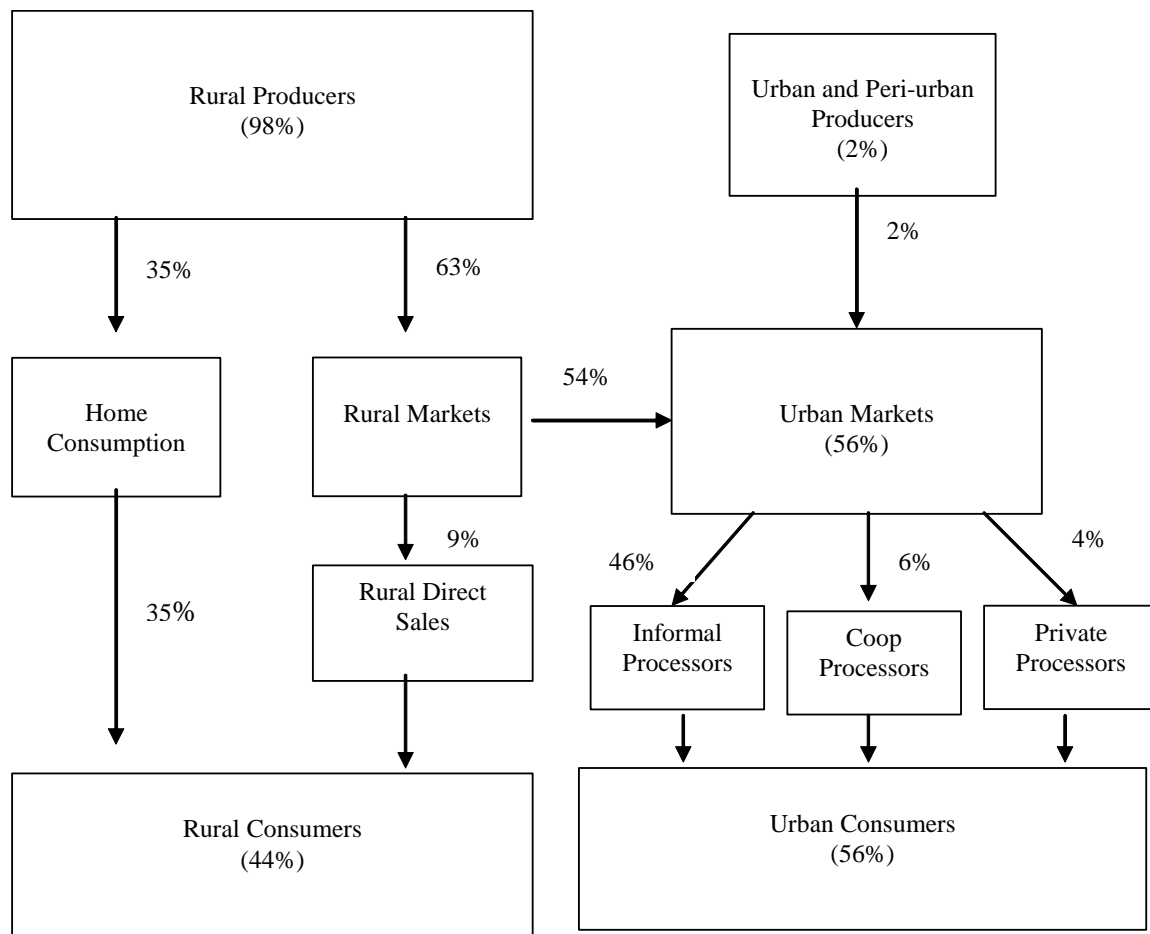 Rural Producers
(98%)
Urban and Peri-urban
Producers
(2%)
35%
63%
2%
Home
Consumption
Rural Markets
54%
Urban Markets
(56%)
9%
46%
6%
4%
35%
Rural Direct
Sales
Informal
Processors
Coop
Processors
Private
Processors
Rural Consumers
(44%)
Urban Consumers
(56%)